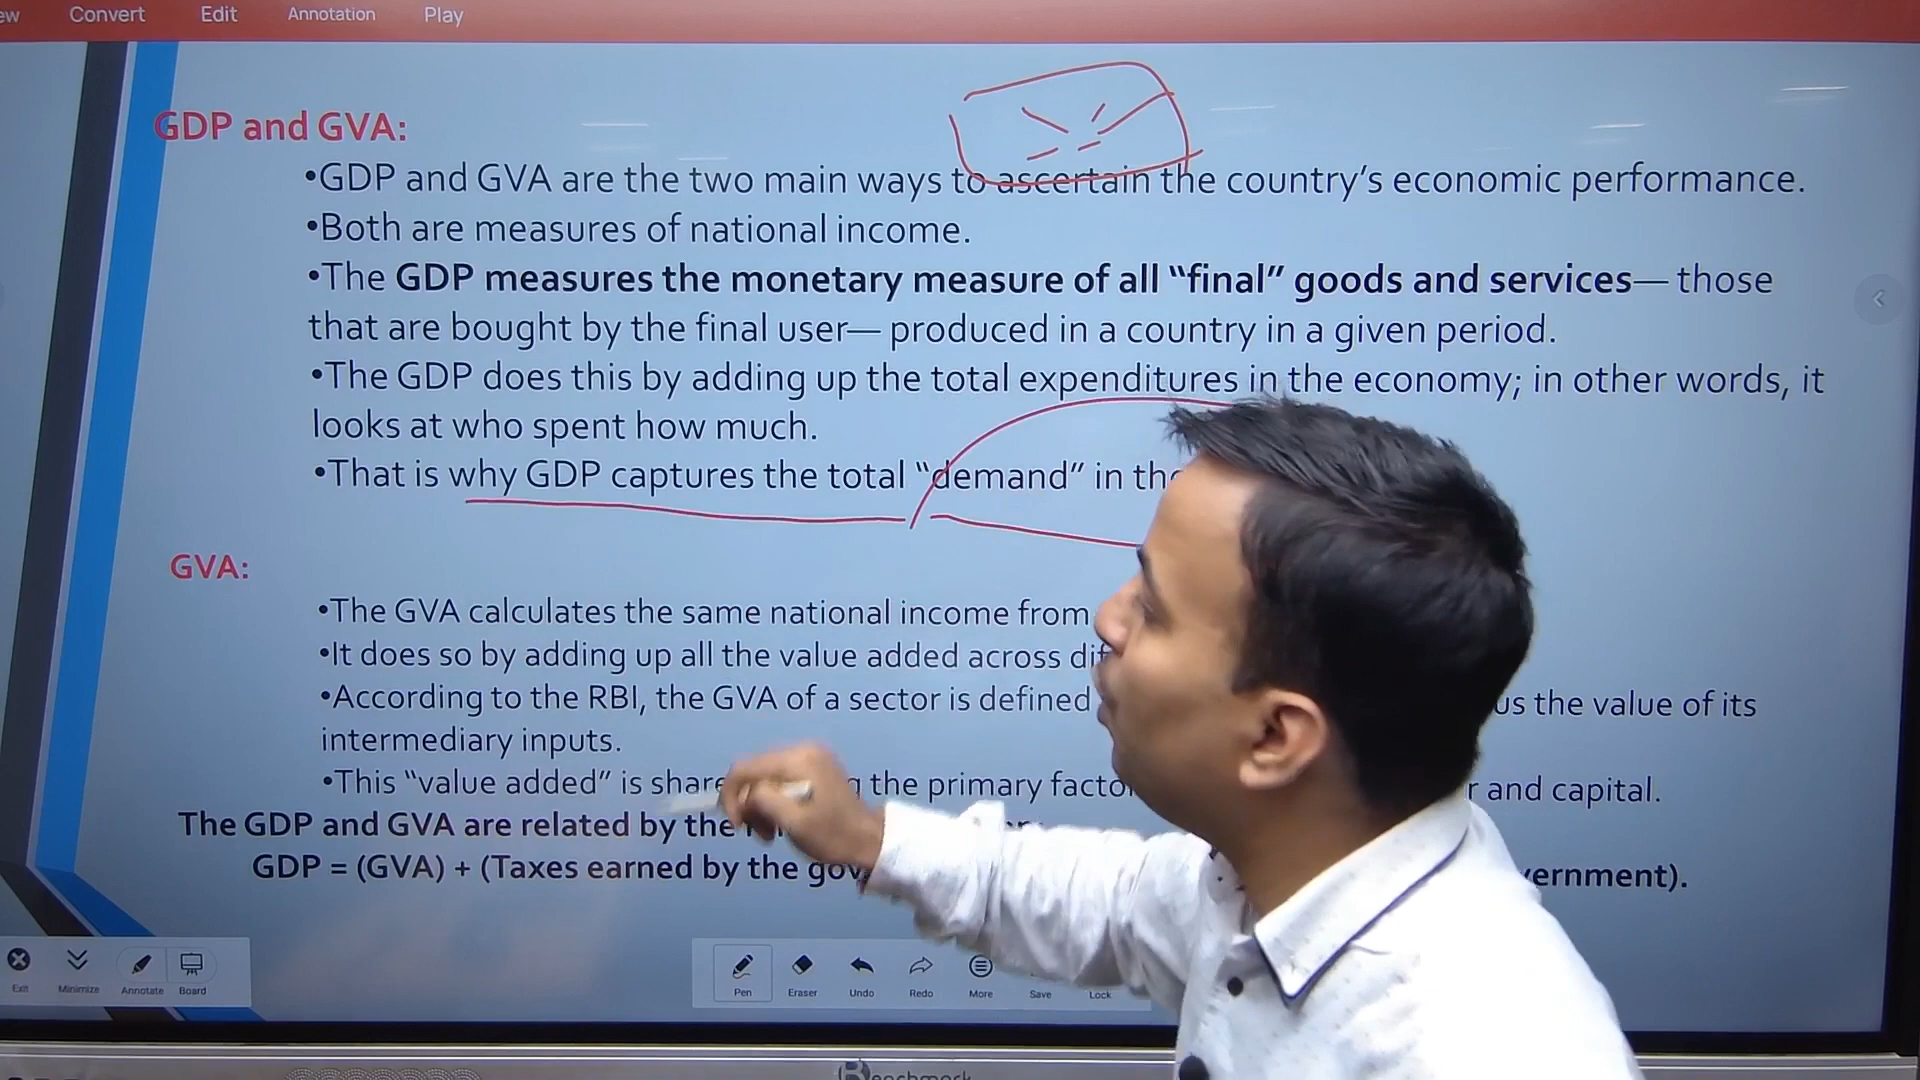 Convert Edit Annotation Play
GDP and GVA:
•GDP and GVA are the two main ways to ascertain the country's economic performance.
•Both are measures of national income.
•The GDP measures the monetary measure of all "final" goods and services— those
that are bought by the final user— produced in a country in a given period.
•The GDP does this by adding up the total expenditures in the economy; in other words, it
looks at who spent how much.
•That is why GDP captures the total "demand" in
GVA:
•The GVA calculates the same national income from
•It does so by adding up all the value added across
•According to the RBI, the GVA of a sector is defined the value of its
intermediary inputs.
•This "value added" is the primary and capital.
The GDP and GVA are related by the
GDP = (GVA) + (Taxes earned by the
Exit Minimize Annotate Board Pen Eraser Undo Redo More Save Lock
Benchmark